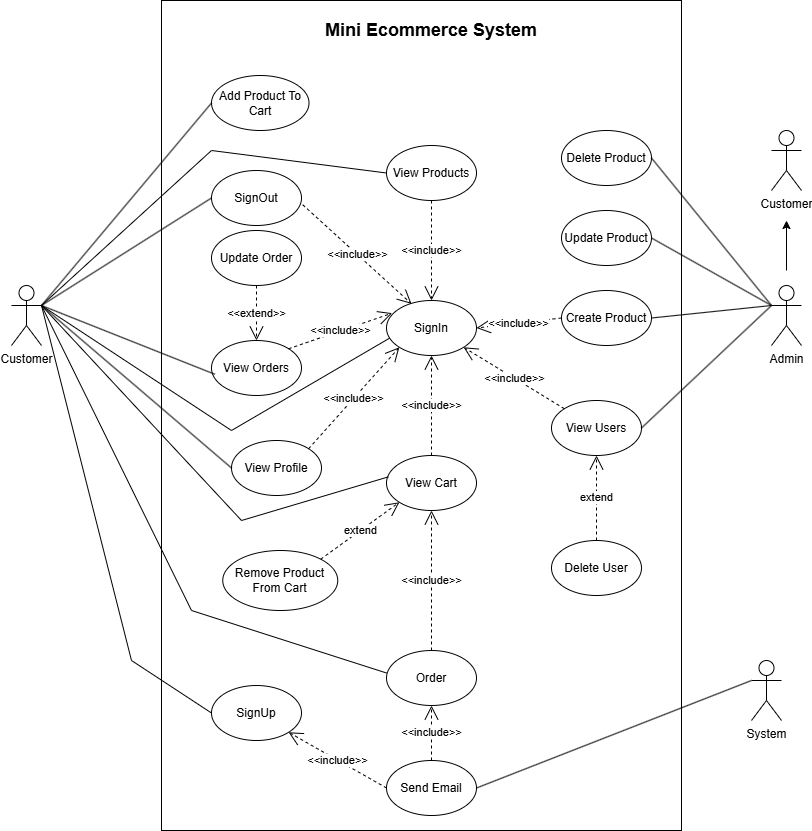 Mini Ecommerce System
Add Product To
Cart
View Products
Delete Product
SignOut
Customer
Update Order
<<include>>
<<include>>
Update Product
<<extend>>
<<include>>
SignIn
<<include>>
Create Product
Customer
Admin
View Orders
<<include>>
<<include>>
<<include>>
View Users
View Profile
View Cart
extend
extend
Remove Product
From Cart
<<include>>
Delete User
Order
SignUp
<<include>>
System
<<include>>
Send Email